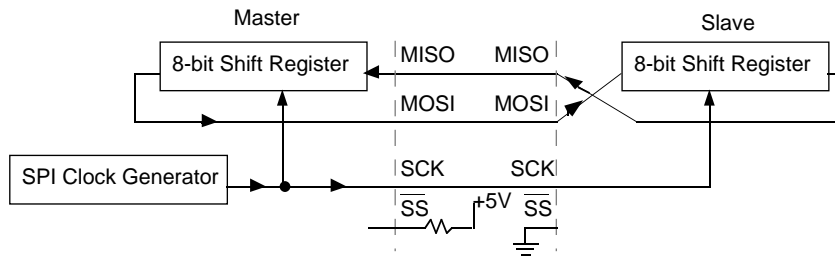 Master
Slave
8-bit Shift Register
MISO
MISO
8-bit Shift Register
MOSI
MOSI
SPI Clock Generator
SCK
SCK
SS
+5V
SS